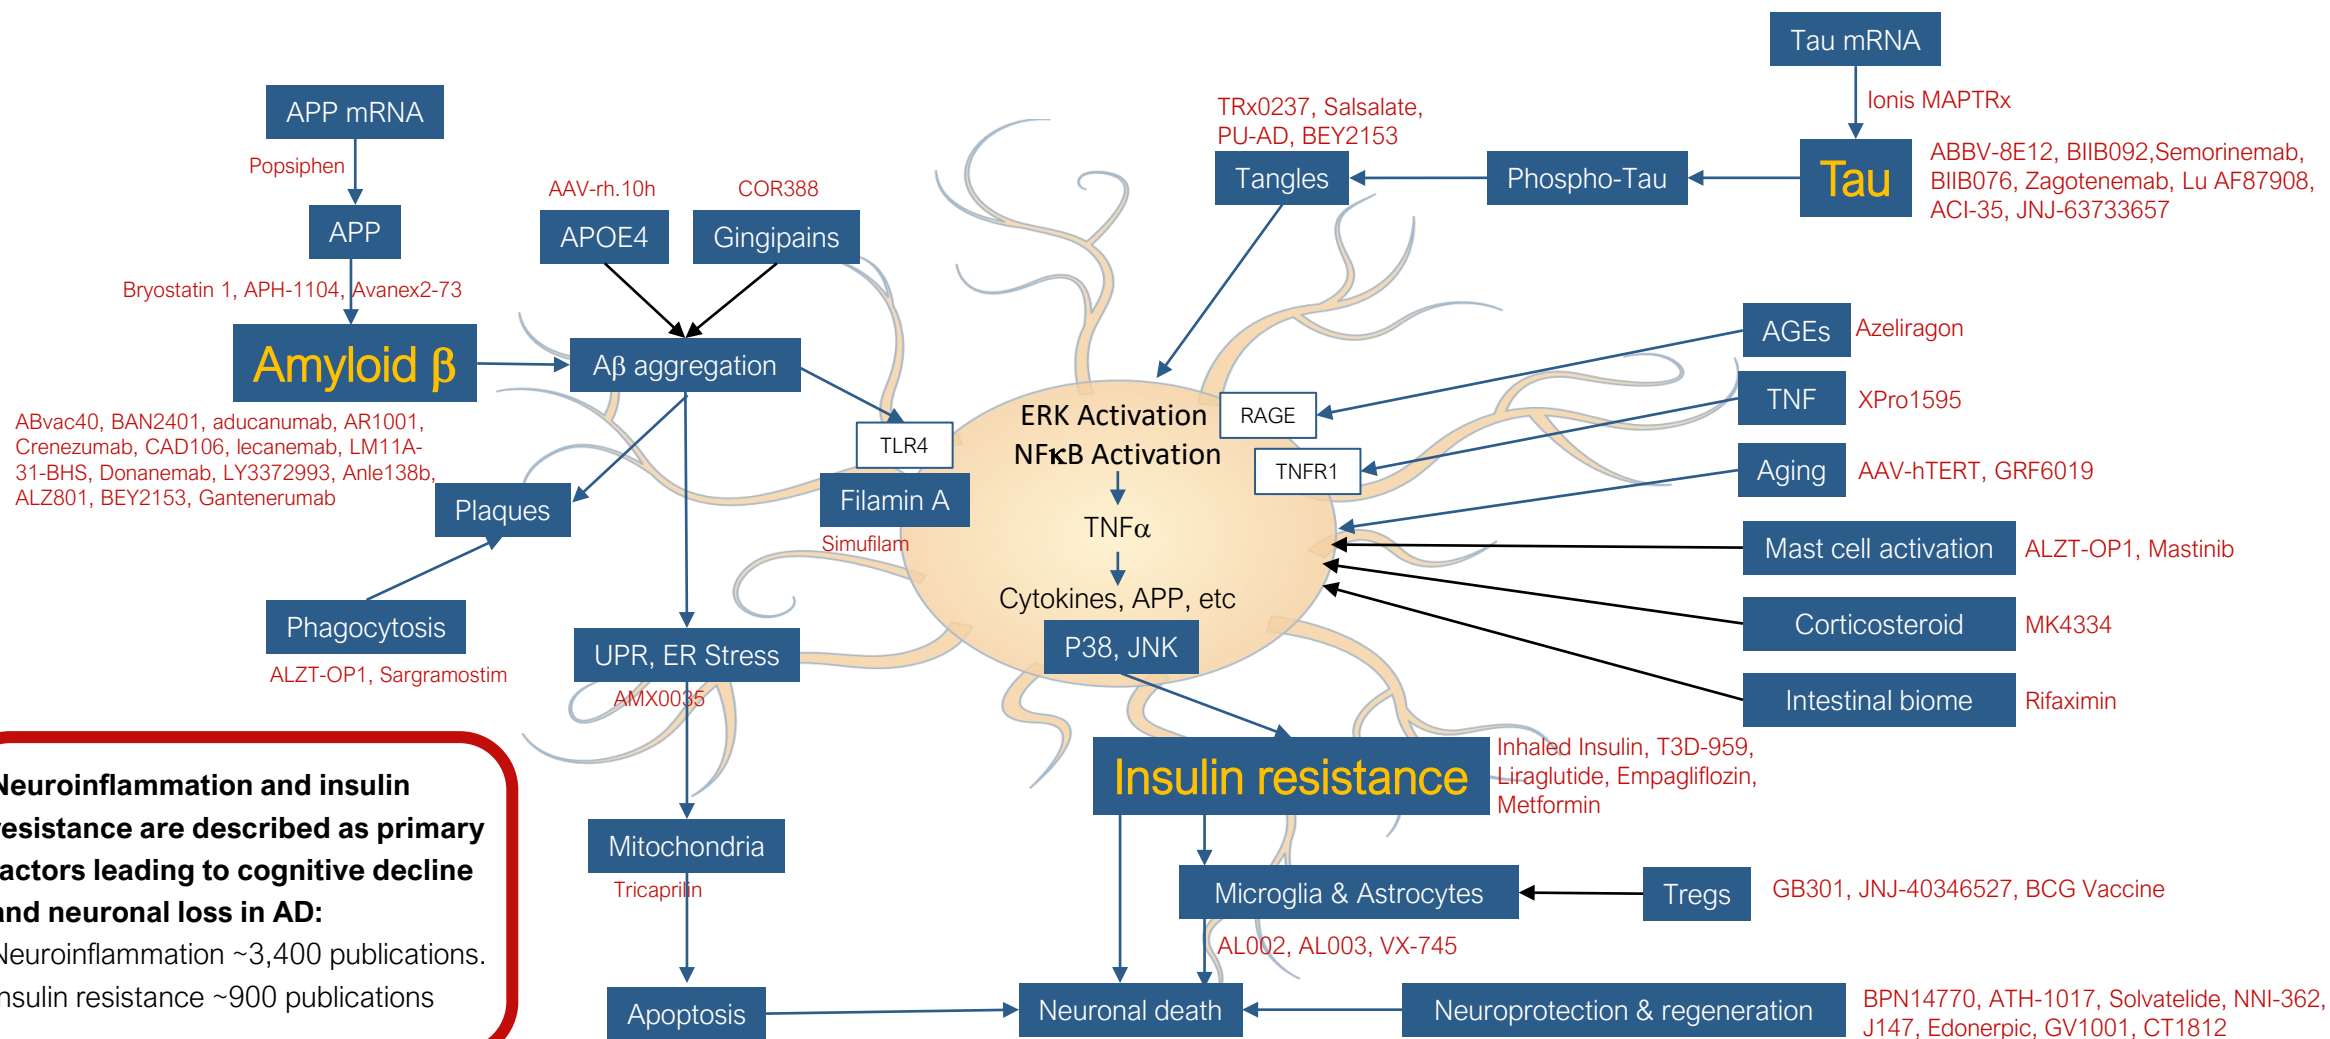 Tau mRNA
Ionis MAPTRx
Tau
ABBV-8E12, BIIB092,Semorinemab,
BIIB076, Zagotenemab, Lu AF87908,
ACI-35, JNJ-63733657
Phospho-Tau
TRx0237, Salsalate,
PU-AD, BEY2153
Tangles
APP mRNA
Popsiphen
APP
Bryostatin 1, APH-1104, Avanex2-73
Amyloid β
ABvac40, BAN2401, aducanumab, AR1001,
Crenezumab, CAD106, lecanemab, LM11A-
31-BHS, Donanemab, LY3372993, Anle138b,
ALZ801, BEY2153, Gantenerumab
AAV-rh.10h
APOE4
COR388
Gingipains
Aβ aggregation
Plaques
Phagocytosis
ALZT-OP1, Sargramostim
TLR4
Filamin A
Simufilam
ERK Activation
NFκB Activation
TNFα
Cytokines, APP, etc
P38, JNK
RAGE
TNFR1
AGEs
Azeliragon
TNF
XPro1595
Aging
AAV-hTERT, GRF6019
Mast cell activation
ALZT-OP1, Mastinib
Corticosteroid
MK4334
Intestinal biome
Rifaximin
UPR, ER Stress
AMX0035
Mitochondria
Tricaprilin
Apoptosis
Insulin resistance
Inhaled Insulin, T3D-959,
Liraglutide, Empagliflozin,
Metformin
Microglia & Astrocytes
AL002, AL003, VX-745
Tregs
GB301, JNJ-40346527, BCG Vaccine
Neuronal death
Neuroprotection & regeneration
BPN14770, ATH-1017, Solvatelide, NNI-362,
J147, Edonerpic, GV1001, CT1812
Neuroinflammation and insulin
resistance are described as primary
factors leading to cognitive decline
and neuronal loss in AD:
Neuroinflammation ~3,400 publications.
Insulin resistance ~900 publications